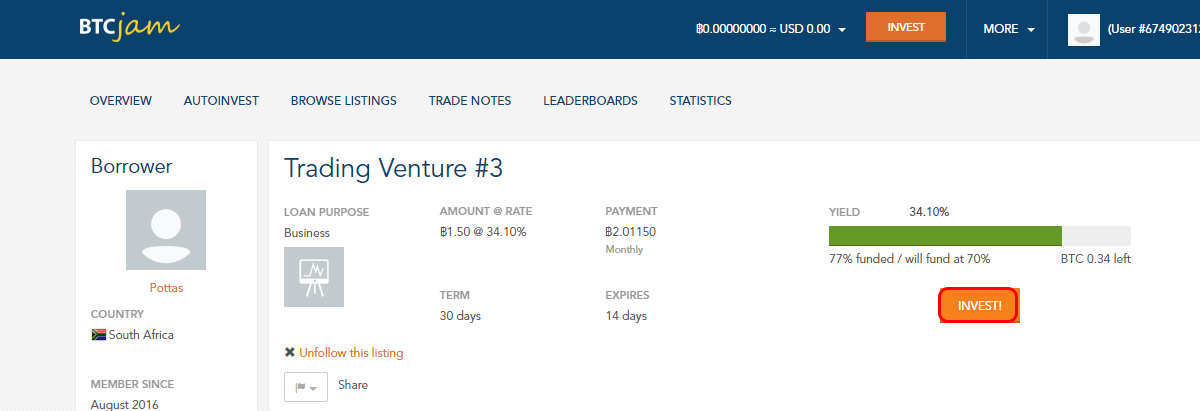 BTCjam
฿0.00000000 ≈ USD 0.00
INVEST
MORE
(User #67490231
OVERVIEW
AUTOINVEST
BROWSE LISTINGS
TRADE NOTES
LEADERBOARDS
STATISTICS
Borrower
Pottas
COUNTRY
South Africa
MEMBER SINCE
August 2016
Trading Venture #3
LOAN PURPOSE
Business
AMOUNT @ RATE
฿1.50 @ 34.10%
PAYMENT
฿2.01150
Monthly
TERM
30 days
EXPIRES
14 days
YIELD 34.10%
77% funded / will fund at 70% BTC 0.34 left
INVEST!
Unfollow this listing
Share